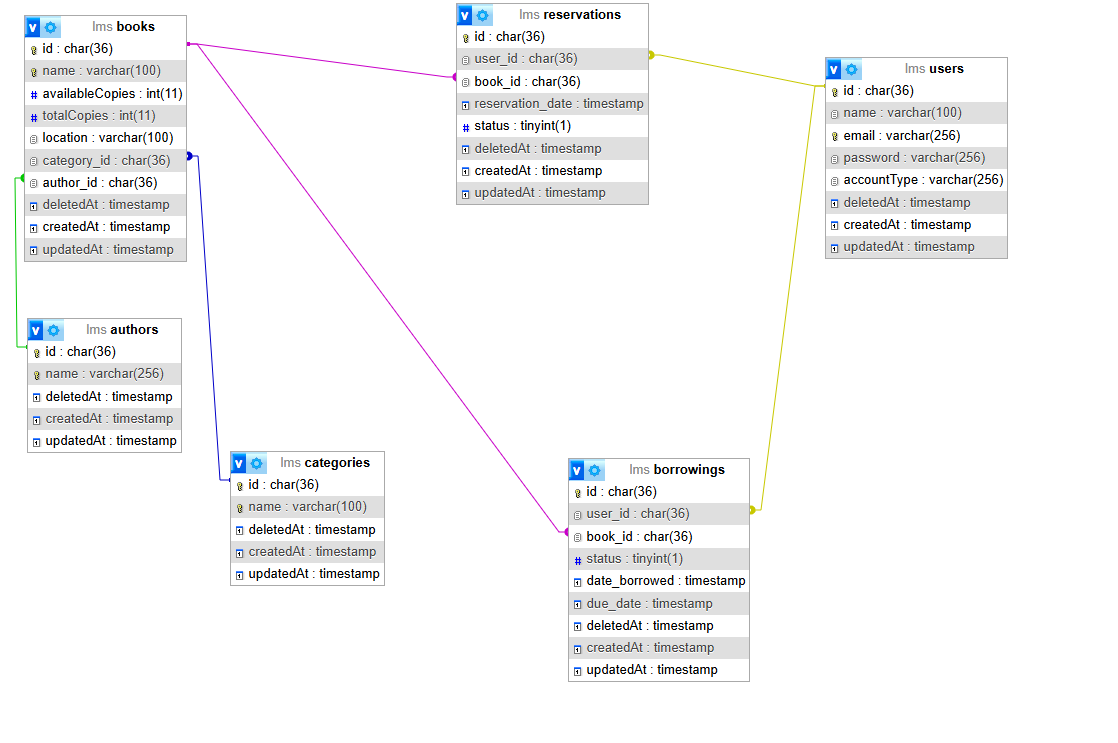 v lms books
id : char(36)
name : varchar(100)
# availableCopies : int(11)
# totalCopies : int(11)
location : varchar(100)
category_id : char(36)
author_id : char(36)
deletedAt : timestamp
createdAt : timestamp
updatedAt : timestamp
v lms reservations
id : char(36)
user_id : char(36)
book_id : char(36)
reservation_date : timestamp
# status : tinyint(1)
deletedAt : timestamp
createdAt : timestamp
updatedAt : timestamp
v lms users
id : char(36)
name : varchar(100)
email : varchar(256)
password : varchar(256)
accountType : varchar(256)
deletedAt : timestamp
createdAt : timestamp
updatedAt : timestamp
v lms authors
id : char(36)
name : varchar(256)
deletedAt : timestamp
createdAt : timestamp
updatedAt : timestamp
v lms categories
id : char(36)
name : varchar(100)
deletedAt : timestamp
createdAt : timestamp
updatedAt : timestamp
v lms borrowings
id : char(36)
user_id : char(36)
book_id : char(36)
# status : tinyint(1)
date_borrowed : timestamp
due_date : timestamp
deletedAt : timestamp
createdAt : timestamp
updatedAt : timestamp